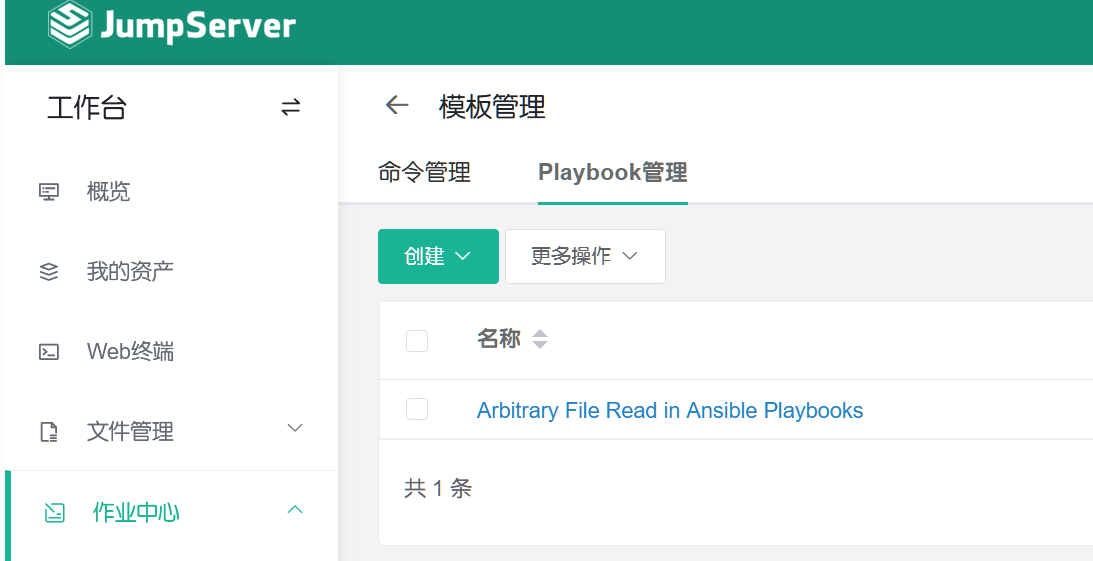 JumpServer
工作台
模板管理
命令管理 Playbook管理
概览
创建 更多操作
我的资产
名称
Web终端
Arbitrary File Read in Ansible Playbooks
文件管理
共 1 条
作业中心